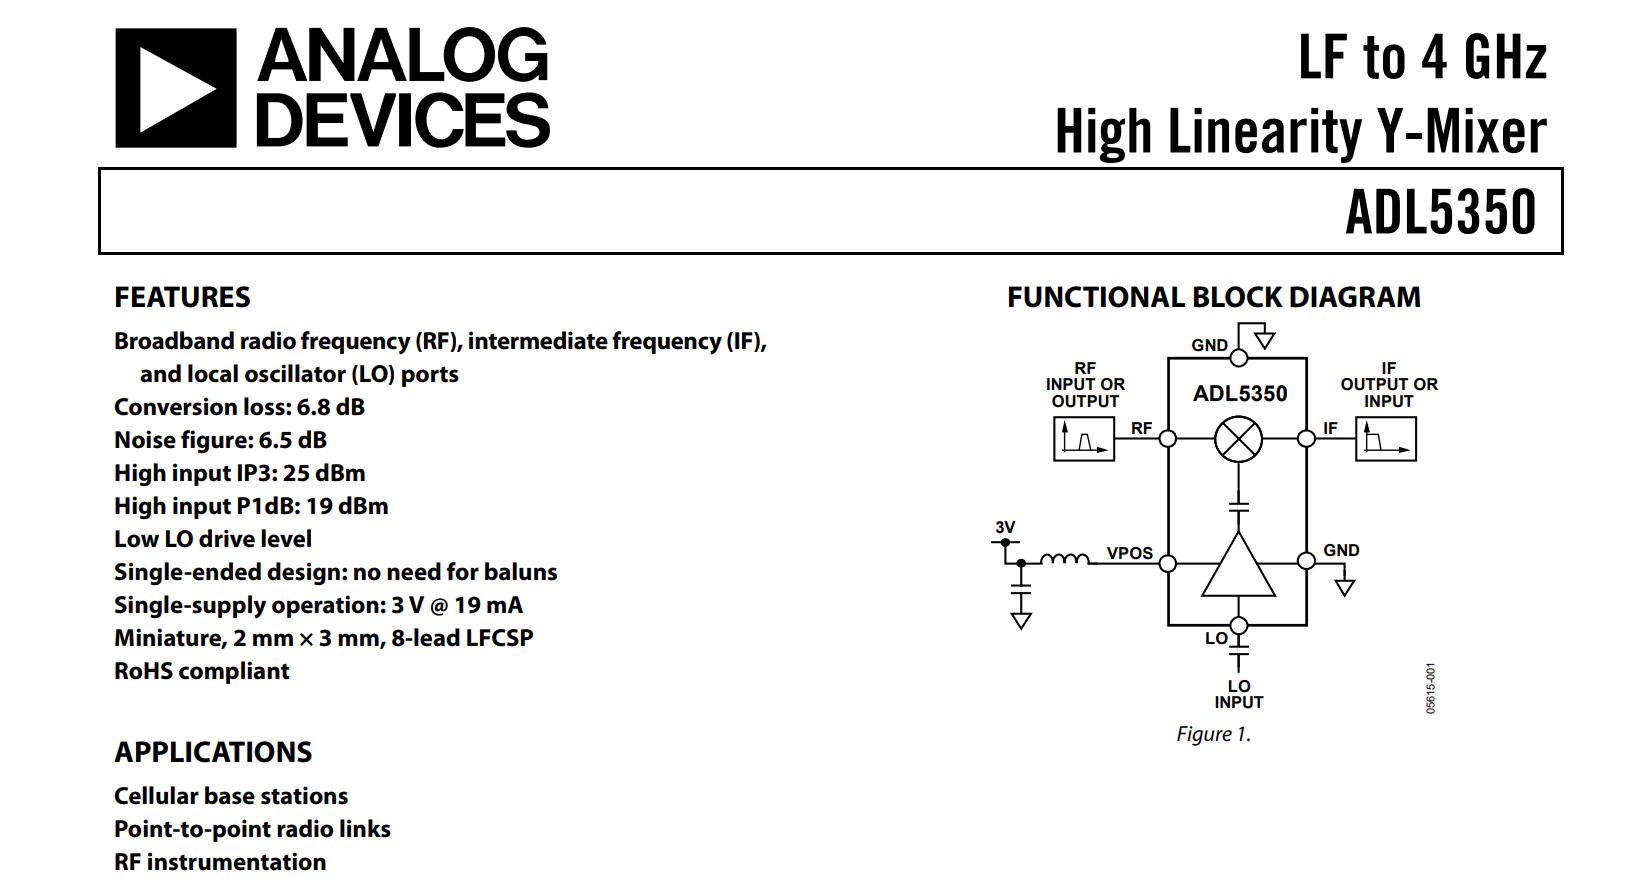 ANALOG
DEVICES
LF to 4 GHz
High Linearity Y-Mixer
ADL5350
FEATURES
Broadband radio frequency (RF), intermediate frequency (IF),
and local oscillator (LO) ports
Conversion loss: 6.8 dB
Noise figure: 6.5 dB
High input IP3: 25 dBm
High input P1dB: 19 dBm
Low LO drive level
Single-ended design: no need for baluns
Single-supply operation: 3 V @ 19 mA
Miniature, 2 mm × 3 mm, 8-lead LFCSP
RoHS compliant
APPLICATIONS
Cellular base stations
Point-to-point radio links
RF instrumentation
FUNCTIONAL BLOCK DIAGRAM
GND
RF
INPUT OR
OUTPUT
ADL5350
IF
OUTPUT OR
INPUT
RF
IF
3V
VPOS
GND
LO
LO
INPUT
05615-001
Figure 1.